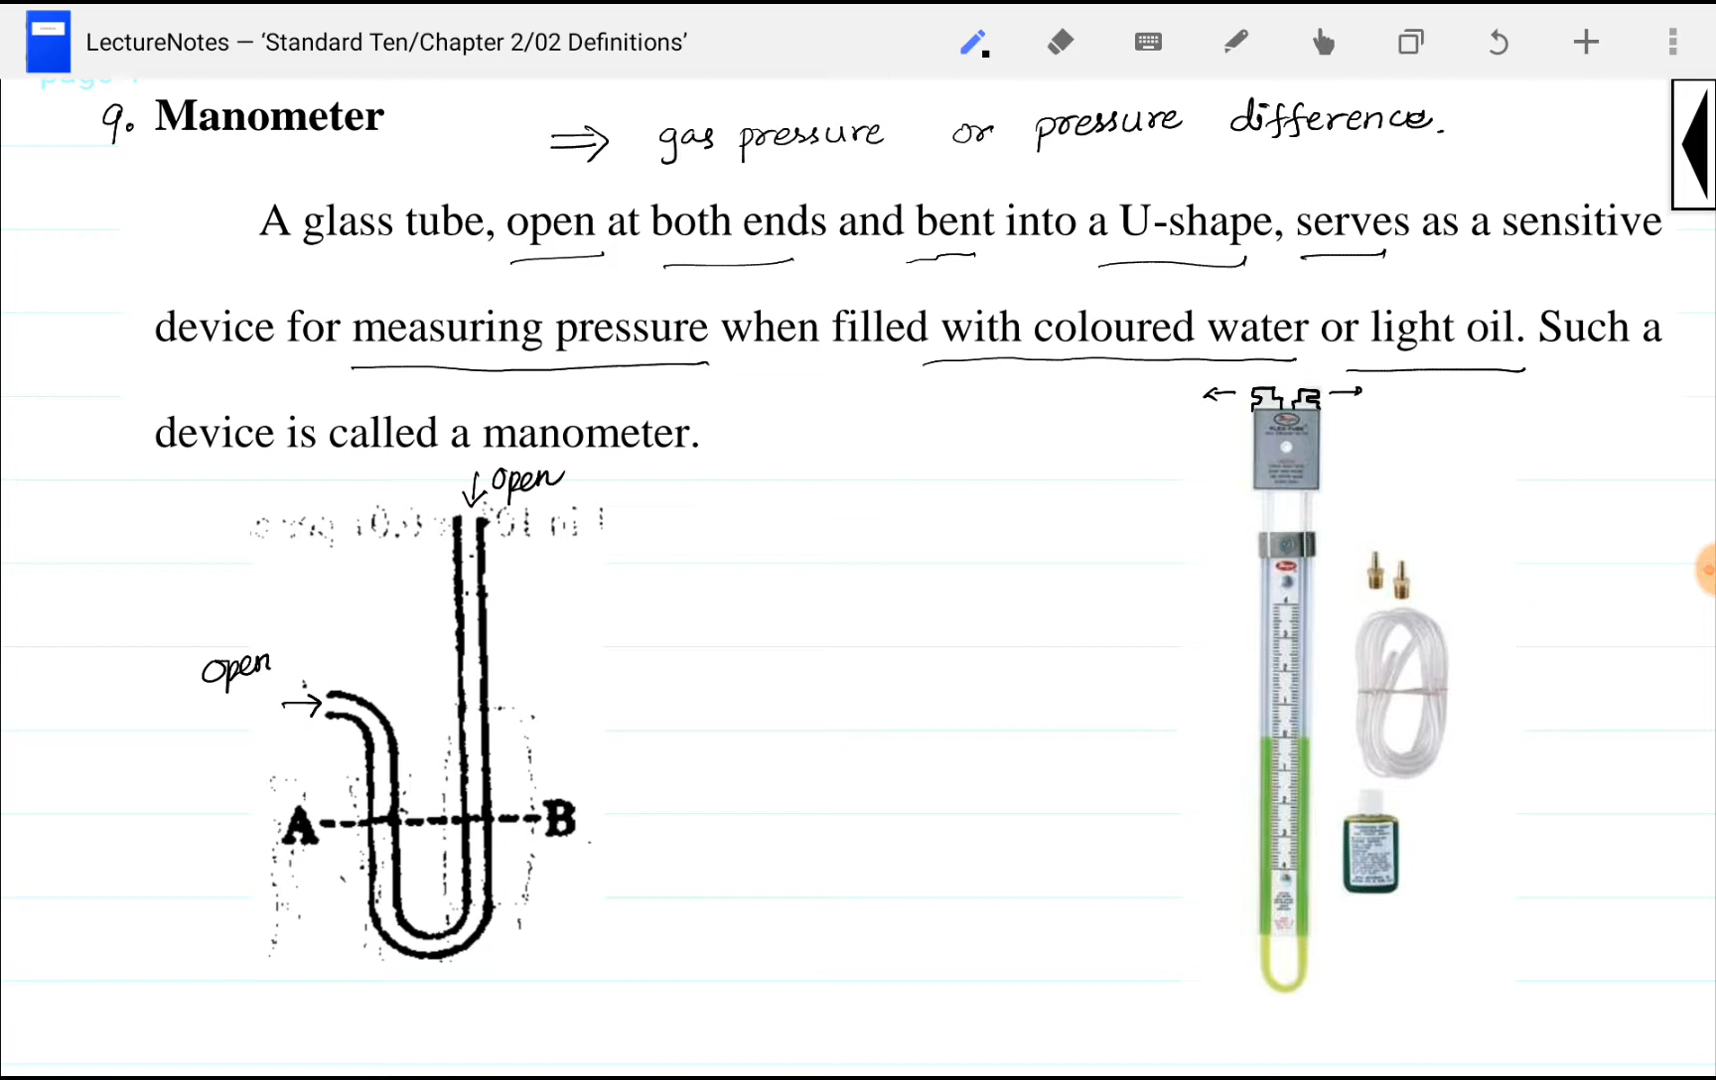 LectureNotes — ‘Standard Ten/Chapter 2/02 Definitions’
9. Manometer ⇒ gas pressure or pressure difference.
A glass tube, open at both ends and bent into a U-shape, serves as a sensitive
device for measuring pressure when filled with coloured water or light oil. Such a
device is called a manometer.
↓ open
open
→
A B